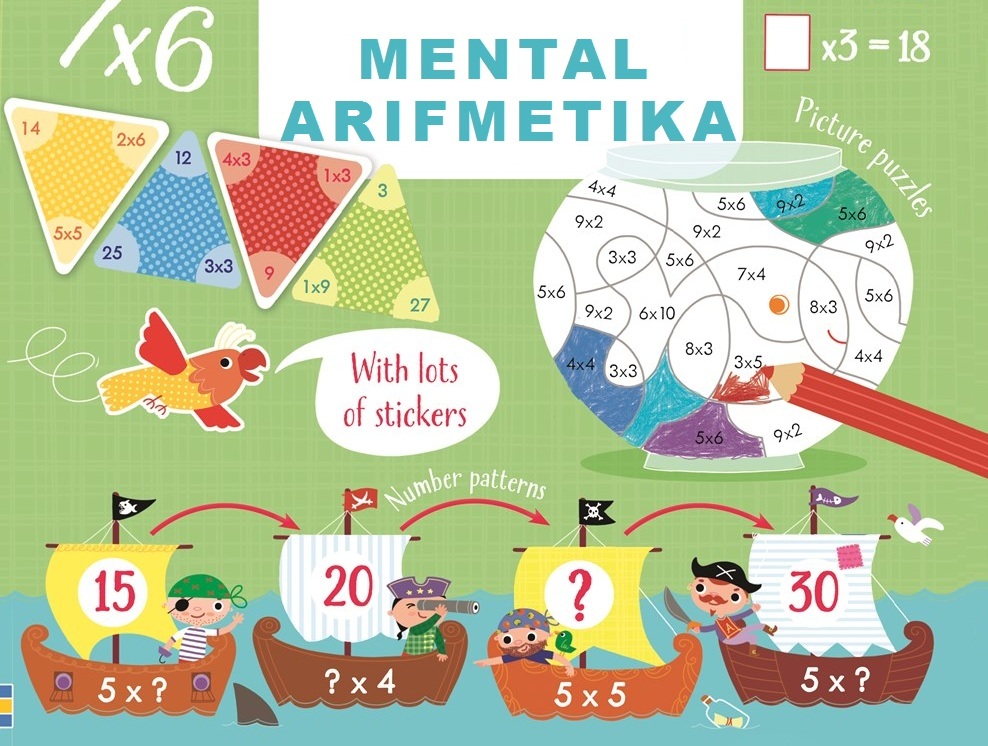 7x6
MENTAL
ARIFMETIKA
x3 = 18
Picture puzzles
14
2x6
5x5
12
25
3x3
4x3
1x3
9
3
1x9
27
With lots
of stickers
4x4
9x2
5x6
9x2
5x6
9x2
9x2
3x3
5x6
7x4
5x6
9x2
6x10
8x3
5x6
4x4
3x3
8x3
3x5
4x4
5x6
9x2
Number patterns
15
20
?
30
5 x ?
? x 4
5 x 5
5 x ?